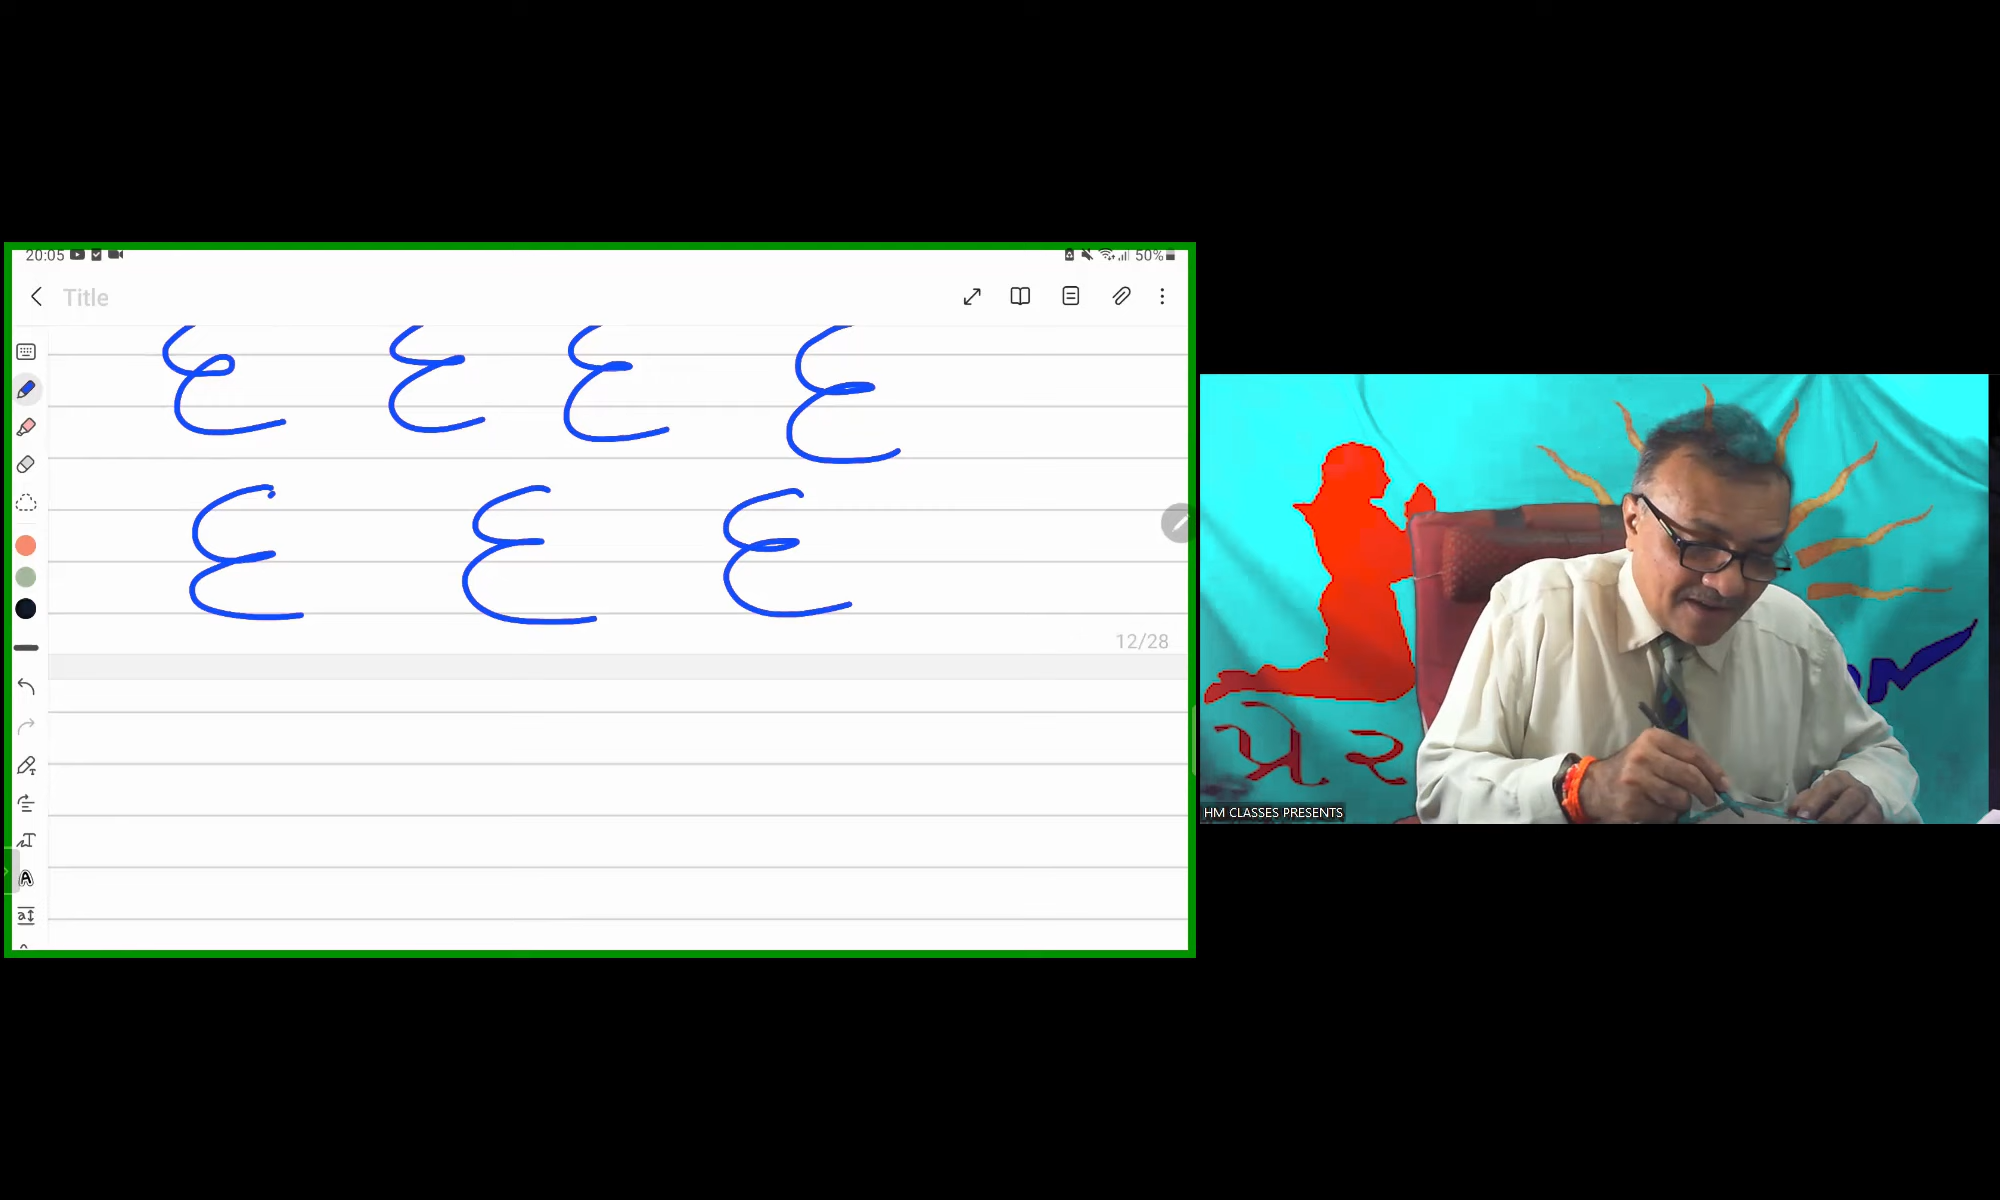 20:05 50%
Title
ع ع ع ع
ع ع ع
12/28
પ્રેર
HM CLASSES PRESENTS